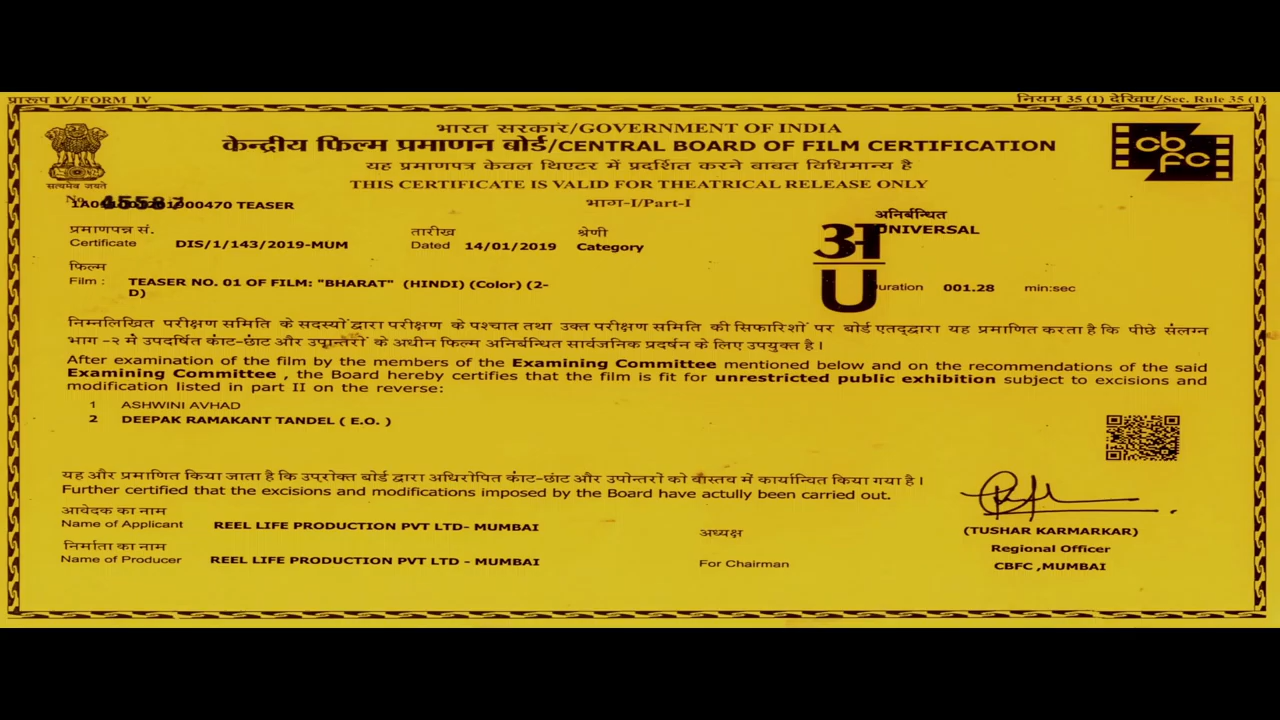 प्रारूप IV/FORM IV
नियम 35 (1) देखिए/Sec. Rule 35 (1)
भारत सरकार/GOVERNMENT OF INDIA
केन्द्रीय फिल्म प्रमाणन बोर्ड/CENTRAL BOARD OF FILM CERTIFICATION
cb
fc
यह प्रमाणपत्र केवल थिएटर में प्रदर्शित करने बाबत विधिमान्य है
THIS CERTIFICATE IS VALID FOR THEATRICAL RELEASE ONLY
सत्यमेव जयते
TEASER
भाग-I/Part-I
अनिर्बन्धित
अ UNIVERSAL
प्रमाणपत्र सं. तारीख श्रेणी
Certificate DIS/1/143/2019-MUM Dated 14/01/2019 Category
फिल्म
U
Film : TEASER NO. 01 OF FILM: "BHARAT" (HINDI) (Color) (2-
D)
Duration 001.28 min:sec
निम्नलिखित परीक्षण समिति के सदस्यों द्वारा परीक्षण के पश्चात तथा उक्त परीक्षण समिति की सिफारिशों पर बोर्ड एतद्द्वारा यह प्रमाणित करता है कि पीछे संलग्न
भाग -२ में उपदर्षित कांट-छांट और उपान्तरों के अधीन फिल्म अनिर्बन्धित सार्वजनिक प्रदर्षन के लिए उपयुक्त है।
After examination of the film by the members of the Examining Committee mentioned below and on the recommendations of the said
Examining Committee , the Board hereby certifies that the film is fit for unrestricted public exhibition subject to excisions and
modification listed in part II on the reverse:
1 ASHWINI AVHAD
2 DEEPAK RAMAKANT TANDEL ( E.O. )
यह और प्रमाणित किया जाता है कि उपरोक्त बोर्ड द्वारा अधिरोपित कांट-छांट और उपोन्तरों को वास्तव में कार्यान्वित किया गया है।
Further certified that the excisions and modifications imposed by the Board have actully been carried out.
आवेदक का नाम
Name of Applicant REEL LIFE PRODUCTION PVT LTD- MUMBAI
अध्यक्ष
(TUSHAR KARMARKAR)
निर्माता का नाम
Regional Officer
Name of Producer REEL LIFE PRODUCTION PVT LTD - MUMBAI
For Chairman
CBFC ,MUMBAI